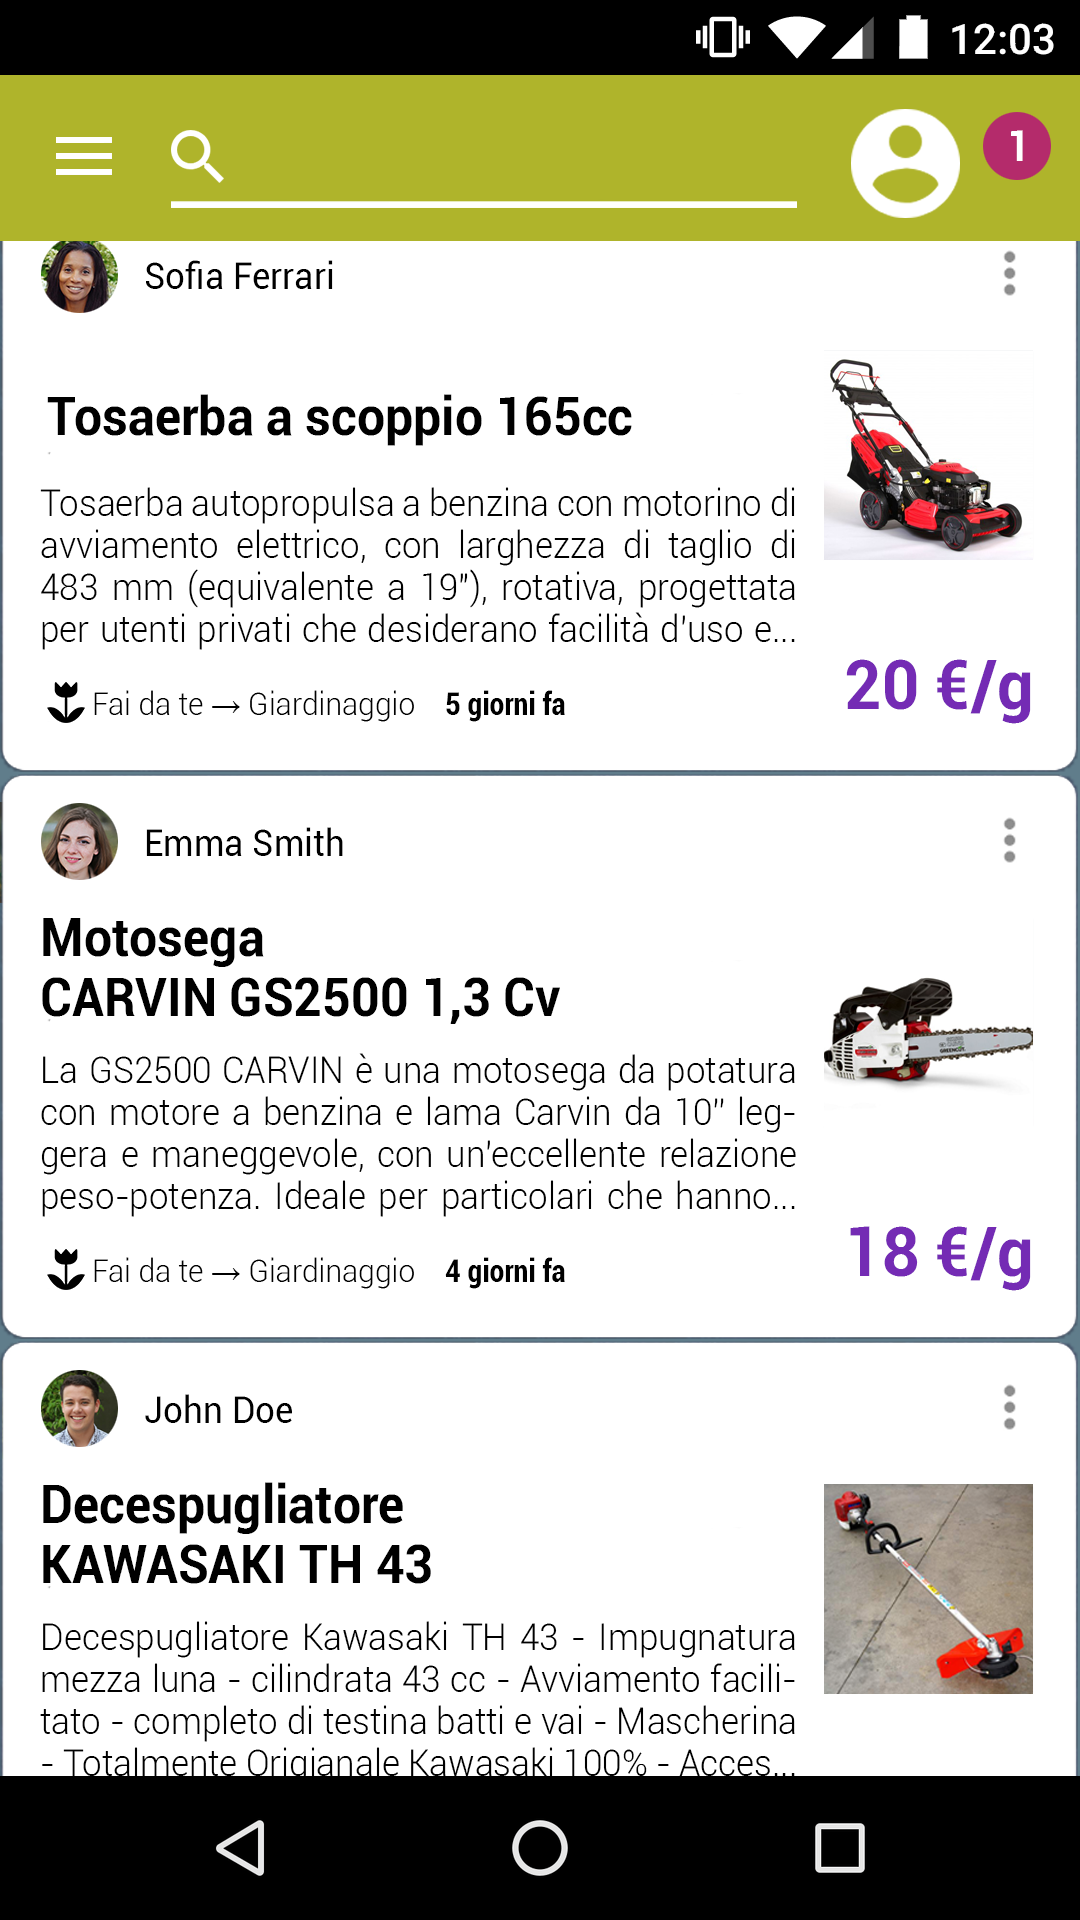 12:03
1
Sofia Ferrari
Tosaerba a scoppio 165cc
Tosaerba autopropulsa a benzina con motorino di
avviamento elettrico, con larghezza di taglio di
483 mm (equivalente a 19"), rotativa, progettata
per utenti privati che desiderano facilità d'uso e...
20 €/g
Fai da te → Giardinaggio 5 giorni fa
Emma Smith
Motosega
CARVIN GS2500 1,3 Cv
La GS2500 CARVIN è una motosega da potatura
con motore a benzina e lama Carvin da 10" leg-
gera e maneggevole, con un'eccellente relazione
peso-potenza. Ideale per particolari che hanno...
18 €/g
Fai da te → Giardinaggio 4 giorni fa
John Doe
Decespugliatore
KAWASAKI TH 43
Decespugliatore Kawasaki TH 43 - Impugnatura
mezza luna - cilindrata 43 cc - Avviamento facili-
tato - completo di testina batti e vai - Mascherina
- Totalmente Origianale Kawasaki 100% - Acces...